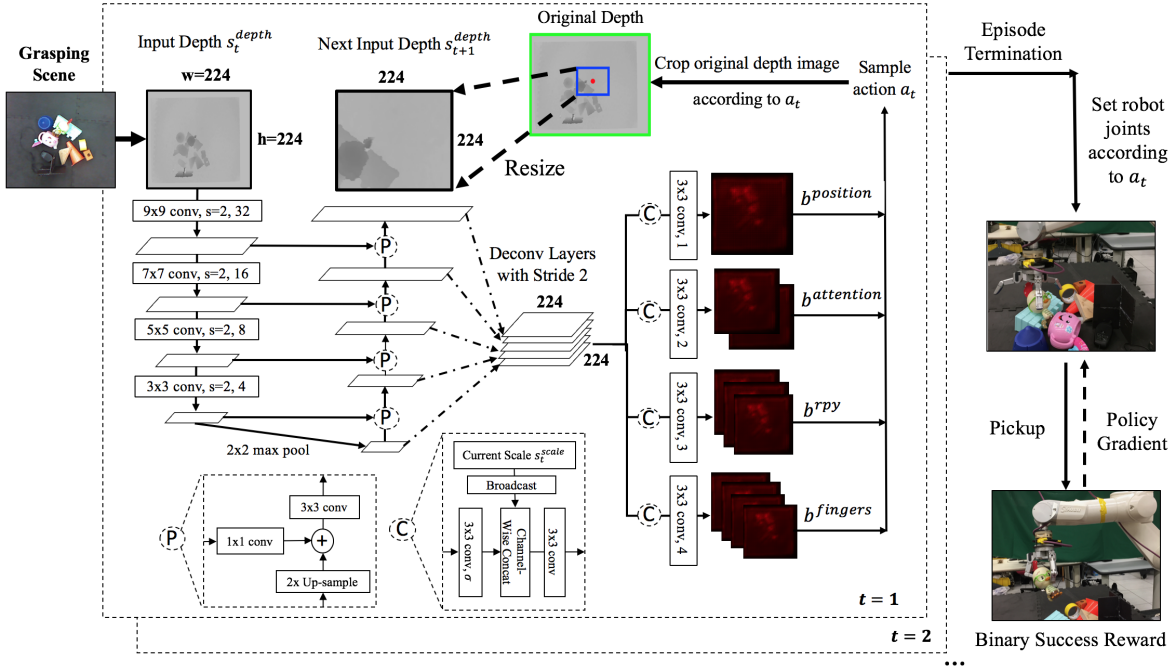 Grasping
Scene
Input Depth s_t^{depth}
w=224
h=224
Next Input Depth s_{t+1}^{depth}
224
224
Original Depth
Resize
Crop original depth image
according to a_t
Sample
action a_t
Episode
Termination
Set robot
joints
according
to a_t
9x9 conv, s=2, 32
7x7 conv, s=2, 16
5x5 conv, s=2, 8
3x3 conv, s=2, 4
2x2 max pool
P
P
P
P
Deconv Layers
with Stride 2
224
224
C
3x3 conv, 1
b^{position}
C
3x3 conv, 2
b^{attention}
C
3x3 conv, 3
b^{rpy}
C
3x3 conv, 4
b^{fingers}
P
3x3 conv
1x1 conv
+
2x Up-sample
C
Current Scale s_t^{scale}
Broadcast
3x3 conv, σ
Channel-
Wise Concat
3x3 conv
t = 1
t = 2
...
Pickup
Policy
Gradient
Binary Success Reward